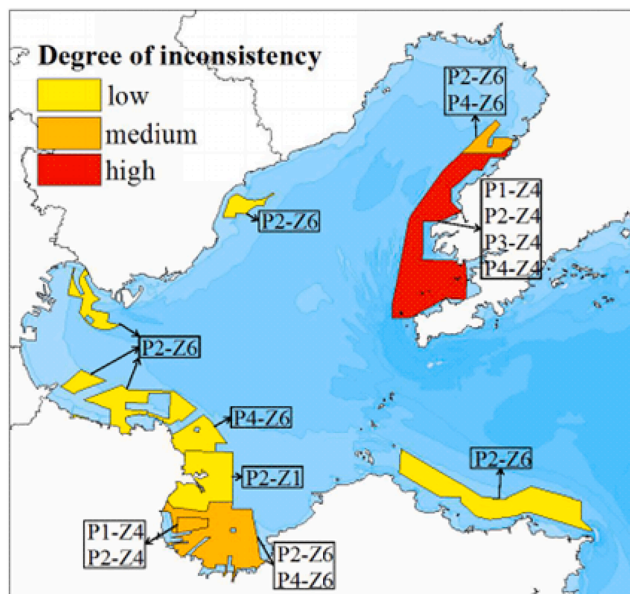 Degree of inconsistency
low
medium
high
P2-Z6
P4-Z6
P1-Z4
P2-Z4
P3-Z4
P4-Z4
P2-Z6
P2-Z6
P4-Z6
P2-Z1
P2-Z6
P1-Z4
P2-Z4
P2-Z6
P4-Z6